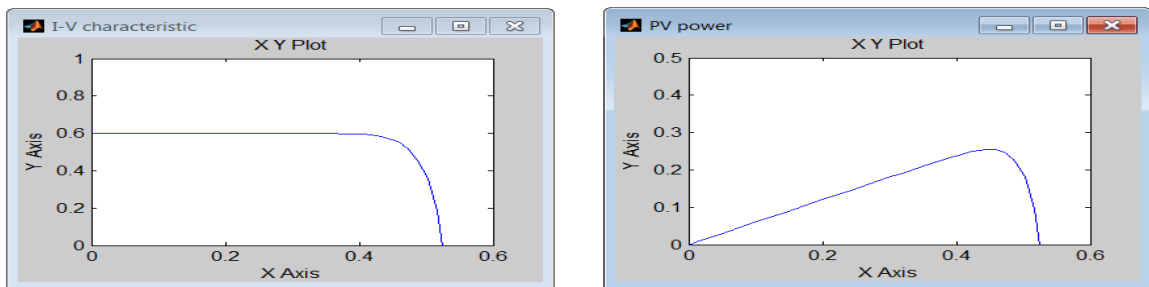 I-V characteristic
X Y Plot
1
0.8
0.6
0.4
0.2
0
Y Axis
0 0.2 0.4 0.6
X Axis
PV power
X Y Plot
0.5
0.4
0.3
0.2
0.1
0
Y Axis
0 0.2 0.4 0.6
X Axis